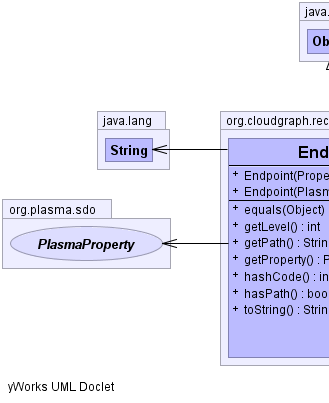 java.
Ob
java.lang
String
org.cloudgraph.rec
End
Endpoint(Prope
Endpoint(Plasm
equals(Object)
getLevel() : int
getPath() : Strin
getProperty() : P
hashCode() : in
hasPath() : boo
toString() : Strin
org.plasma.sdo
PlasmaProperty
yWorks UML Doclet